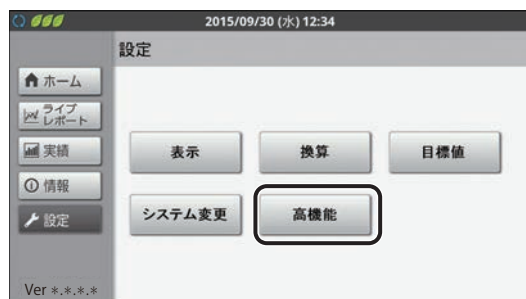 2015/09/30 (水) 12:34
設定
ホーム
ライブ
レポート
実績
情報
設定
表示
換算
目標値
システム変更
高機能
Ver *.*.*.*